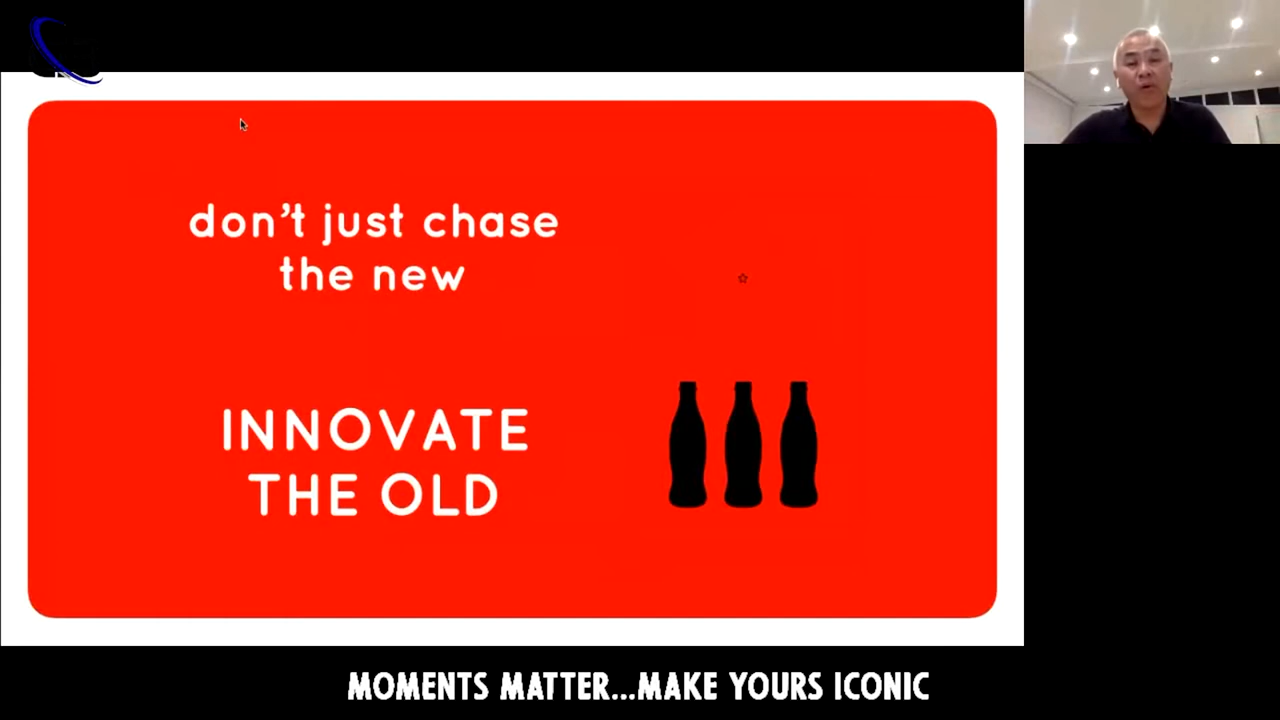 don't just chase
the new
INNOVATE
THE OLD
MOMENTS MATTER...MAKE YOURS ICONIC